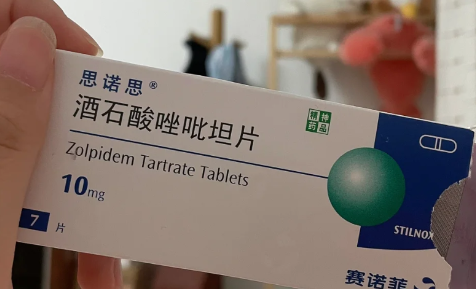 思诺思®
酒石酸唑吡坦片
精神
药品
Zolpidem Tartrate Tablets
10mg
7片
STILNOX
赛诺菲